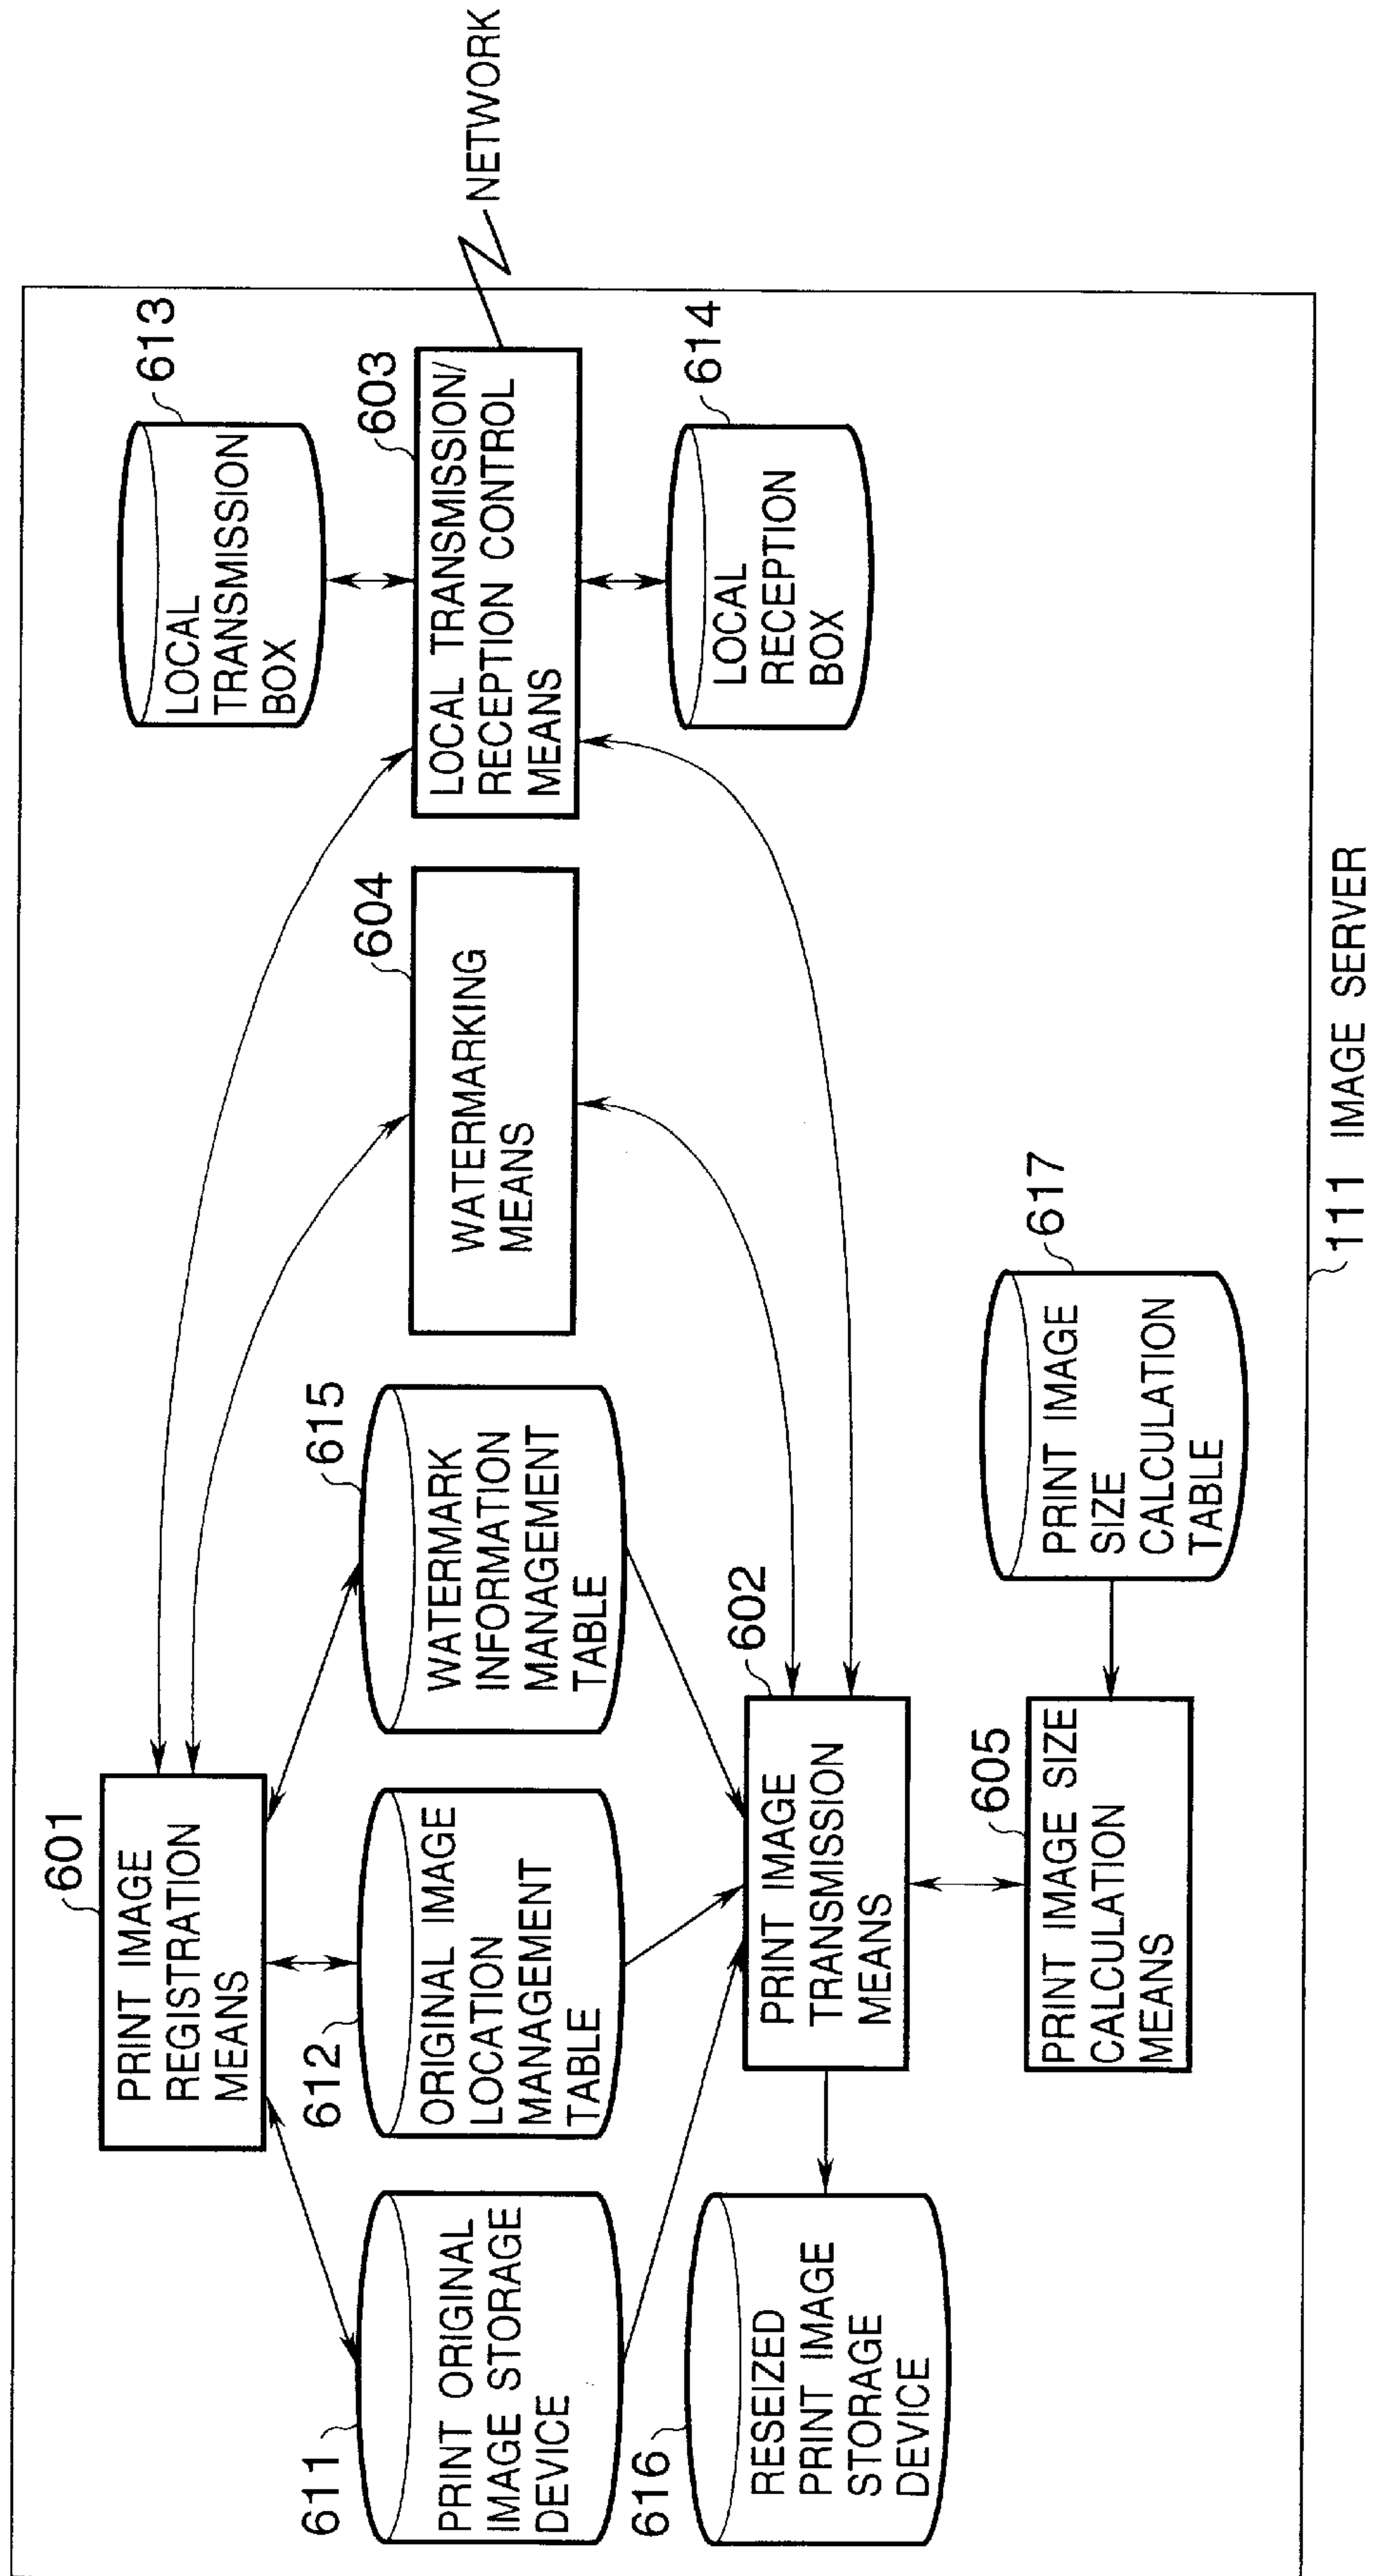 601
PRINT IMAGE
REGISTRATION
MEANS
613
LOCAL
TRANSMISSION
BOX
611
PRINT ORIGINAL
IMAGE STORAGE
DEVICE
612
ORIGINAL IMAGE
LOCATION
MANAGEMENT
TABLE
615
WATERMARK
INFORMATION
MANAGEMENT
TABLE
604
WATERMARKING
MEANS
603
LOCAL TRANSMISSION/
RECEPTION CONTROL
MEANS
NETWORK
616
RESEIZED
PRINT IMAGE
STORAGE
DEVICE
602
PRINT IMAGE
TRANSMISSION
MEANS
614
LOCAL
RECEPTION
BOX
605
PRINT IMAGE SIZE
CALCULATION
MEANS
617
PRINT IMAGE
SIZE
CALCULATION
TABLE
111 IMAGE SERVER